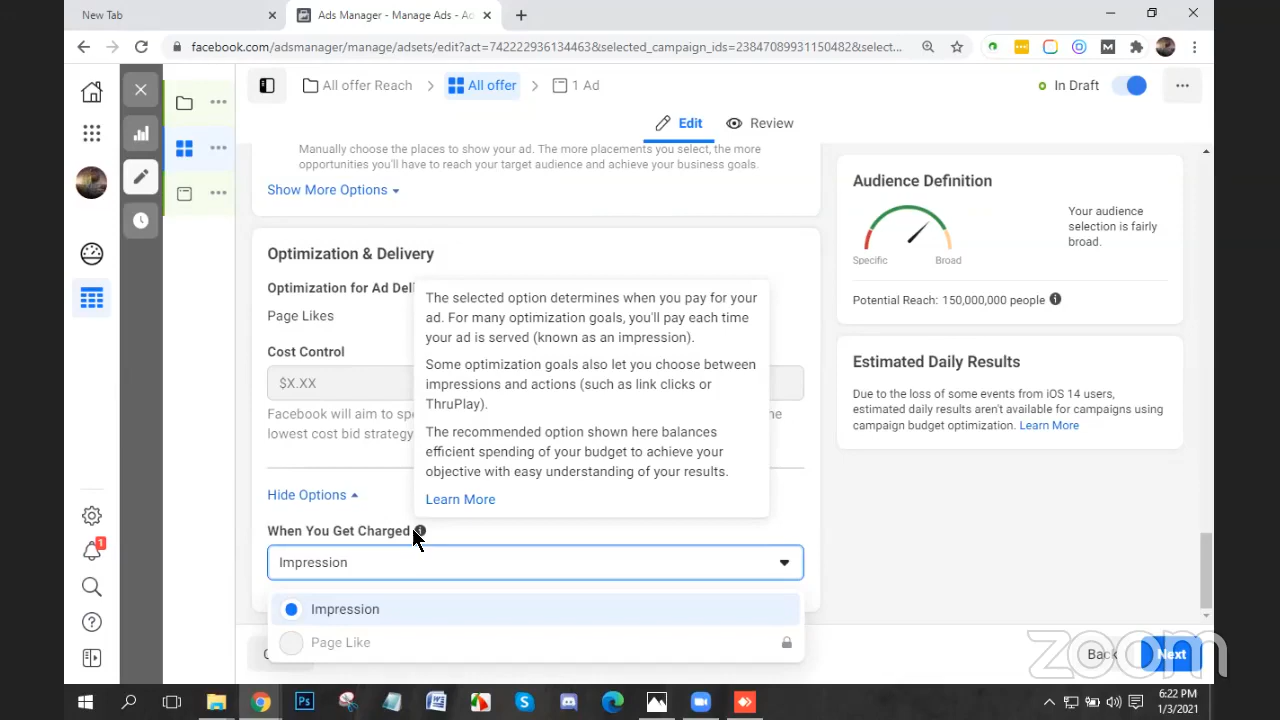 New Tab
Ads Manager - Manage Ads - Ad
facebook.com/adsmanager/manage/adsets/edit?act=742222936134463&selected_campaign_ids=23847089931150482&selec...
All offer Reach
All offer
1 Ad
In Draft
Edit
Review
Manually choose the places to show your ad. The more placements you select, the more
opportunities you'll have to reach your target audience and achieve your business goals.
Show More Options
Optimization & Delivery
Optimization for Ad Deli
Page Likes
Cost Control
$X.XX
Facebook will aim to spe
he
lowest cost bid strategy
The selected option determines when you pay for your
ad. For many optimization goals, you'll pay each time
your ad is served (known as an impression).
Some optimization goals also let you choose between
impressions and actions (such as link clicks or
ThruPlay).
The recommended option shown here balances
efficient spending of your budget to achieve your
objective with easy understanding of your results.
Learn More
Hide Options
When You Get Charged
Impression
Impression
Page Like
Audience Definition
Specific
Broad
Your audience
selection is fairly
broad.
Potential Reach: 150,000,000 people
Estimated Daily Results
Due to the loss of some events from iOS 14 users,
estimated daily results aren't available for campaigns using
campaign budget optimization. Learn More
Back
Next
zoom
1
6:22 PM
1/3/2021